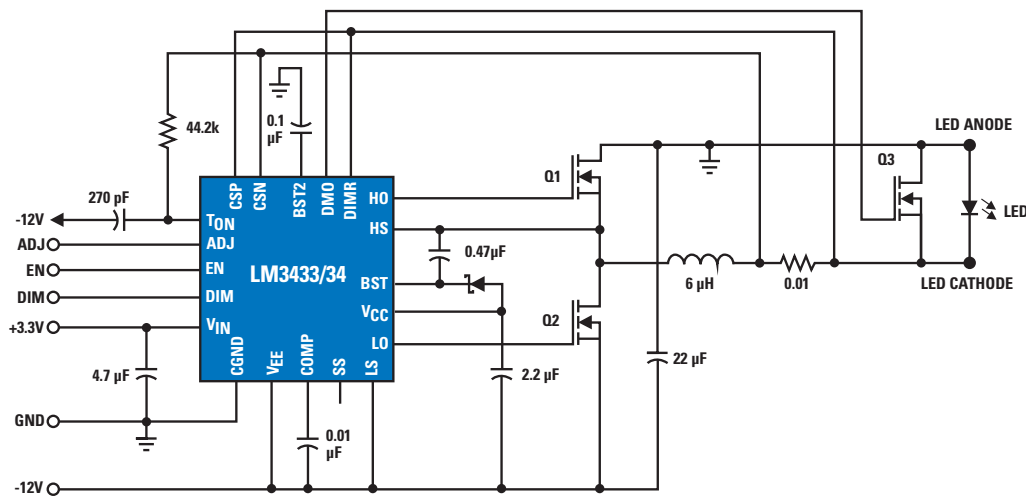 44.2k
0.1
µF
270 pF
-12V
ADJ
EN
DIM
+3.3V
4.7 µF
GND
-12V
CSP
CSN
BST2
DMO
DIMR
TON
ADJ
EN
DIM
VIN
LM3433/34
HO
HS
BST
VCC
LO
CGND
VEE
COMP
SS
LS
0.01
µF
0.47µF
2.2 µF
Q1
Q2
22 µF
6 µH
0.01
Q3
LED ANODE
LED
LED CATHODE